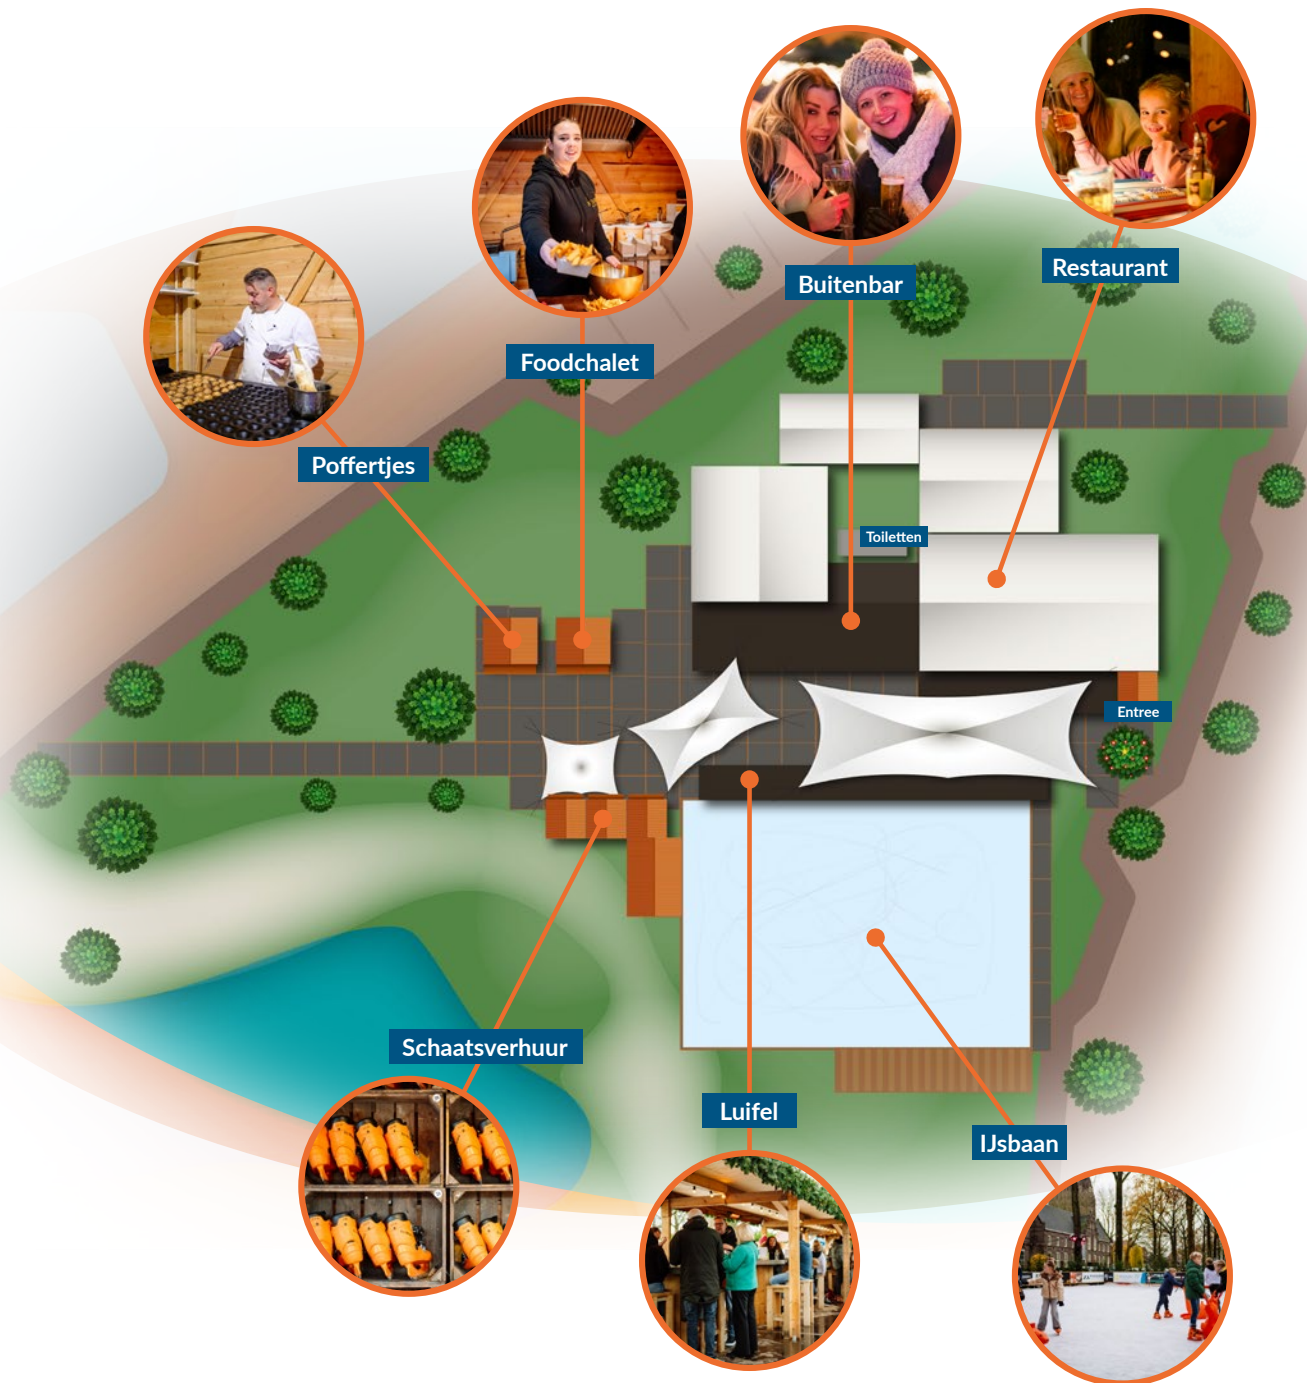 Restaurant
Buitenbar
Foodchalet
Poffertjes
Toiletten
Entree
Schaatsverhuur
Luifel
IJsbaan